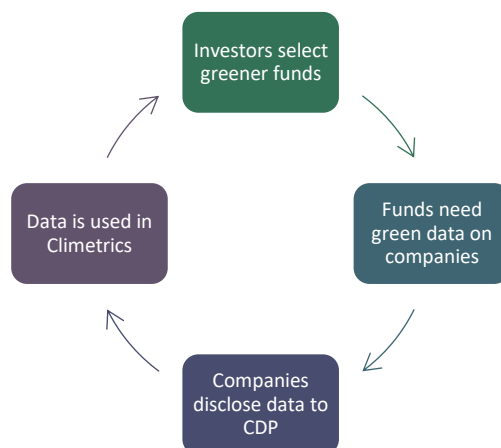 Investors select
greener funds
Funds need
green data on
companies
Companies
disclose data to
CDP
Data is used in
Climetrics